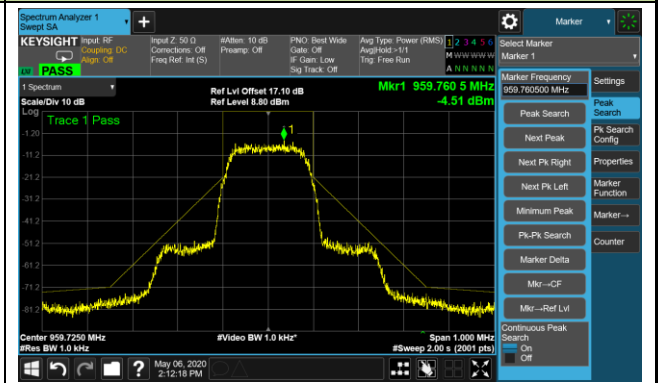 Spectrum Analyzer 1
Swept SA
Marker
KEYSIGHT
Input: RF
Coupling: DC
Align: Off
Input Z: 50 Ω
Corrections: Off
Freq Ref: Int (S)
#Atten: 10 dB
Preamp: Off
PNO: Best Wide
Gate: Off
IF Gain: Low
Sig Track: Off
Avg Type: Power (RMS)
Avg|Hold:>1/1
Trig: Free Run
1 2 3 4 5 6
M W W W W W
A N N N N N
PASS
Select Marker
Marker 1
1 Spectrum
Scale/Div 10 dB
Ref Lvl Offset 17.10 dB
Ref Level 8.80 dBm
Mkr1 959.760 5 MHz
-4.51 dBm
Log
Trace 1 Pass
1
-1.20
-11.2
-21.2
-31.2
-41.2
-51.2
-61.2
-71.2
-81.2
Center 959.7250 MHz
#Res BW 1.0 kHz
#Video BW 1.0 kHz*
Span 1.000 MHz
#Sweep 2.00 s (2001 pts)
Marker Frequency
959.760500 MHz
Peak Search
Next Peak
Next Pk Right
Next Pk Left
Minimum Peak
Pk-Pk Search
Marker Delta
Mkr→CF
Mkr→Ref Lvl
Continuous Peak
Search
On
Off
Settings
Peak
Search
Pk Search
Config
Properties
Marker
Function
Marker→
Counter
?
May 06, 2020
2:12:18 PM